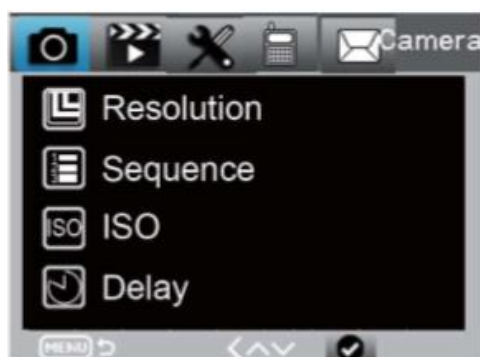 Camera
Resolution
Sequence
ISO ISO
Delay
MENU